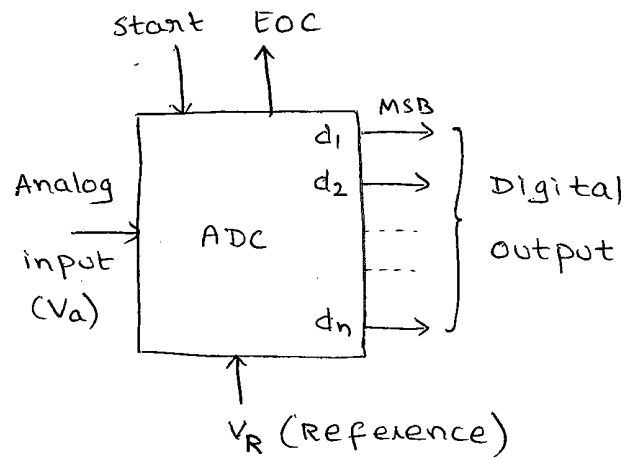 Start EOC
MSB
d1
Analog d2 Digital
ADC
input output
(Va)
dn
VR (Reference)